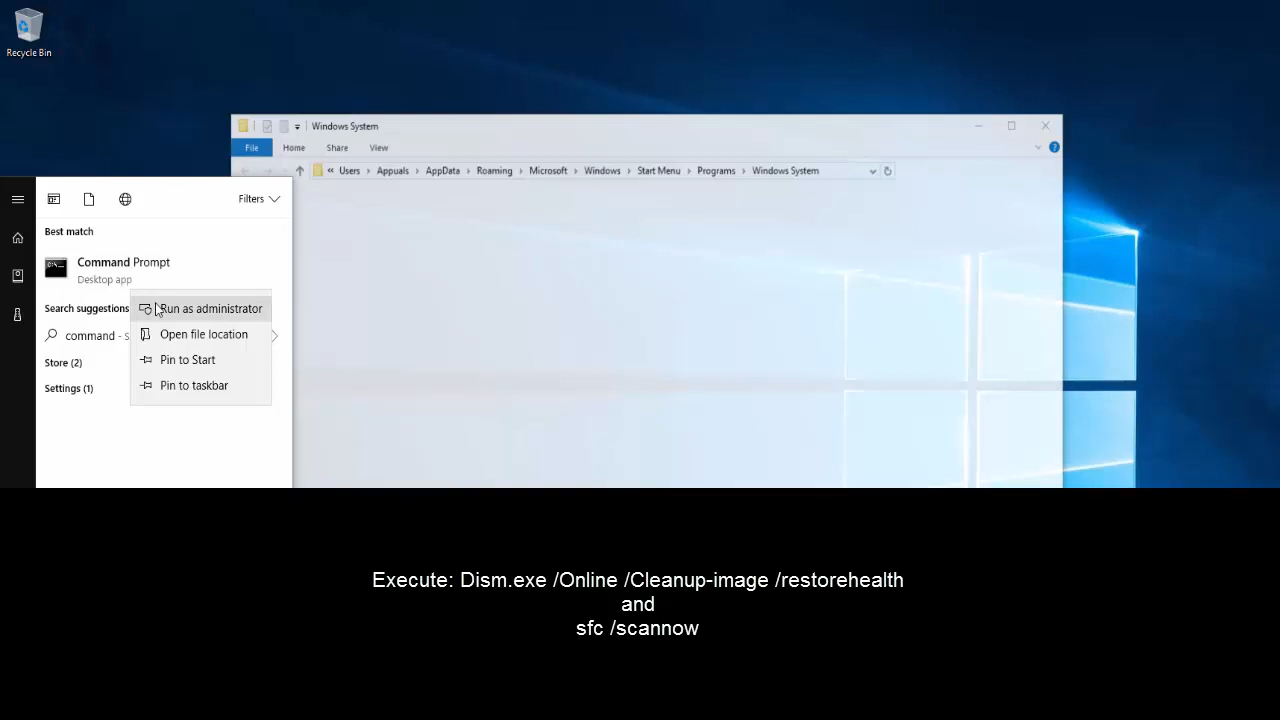 Recycle Bin
Windows System
File Home Share View
« Users › Appuals › AppData › Roaming › Microsoft › Windows › Start Menu › Programs › Windows System
Filters
Best match
Command Prompt
Desktop app
Search suggestions
Run as administrator
command - s
Open file location
Store (2)
Pin to Start
Settings (1)
Pin to taskbar
Execute: Dism.exe /Online /Cleanup-image /restorehealth
and
sfc /scannow